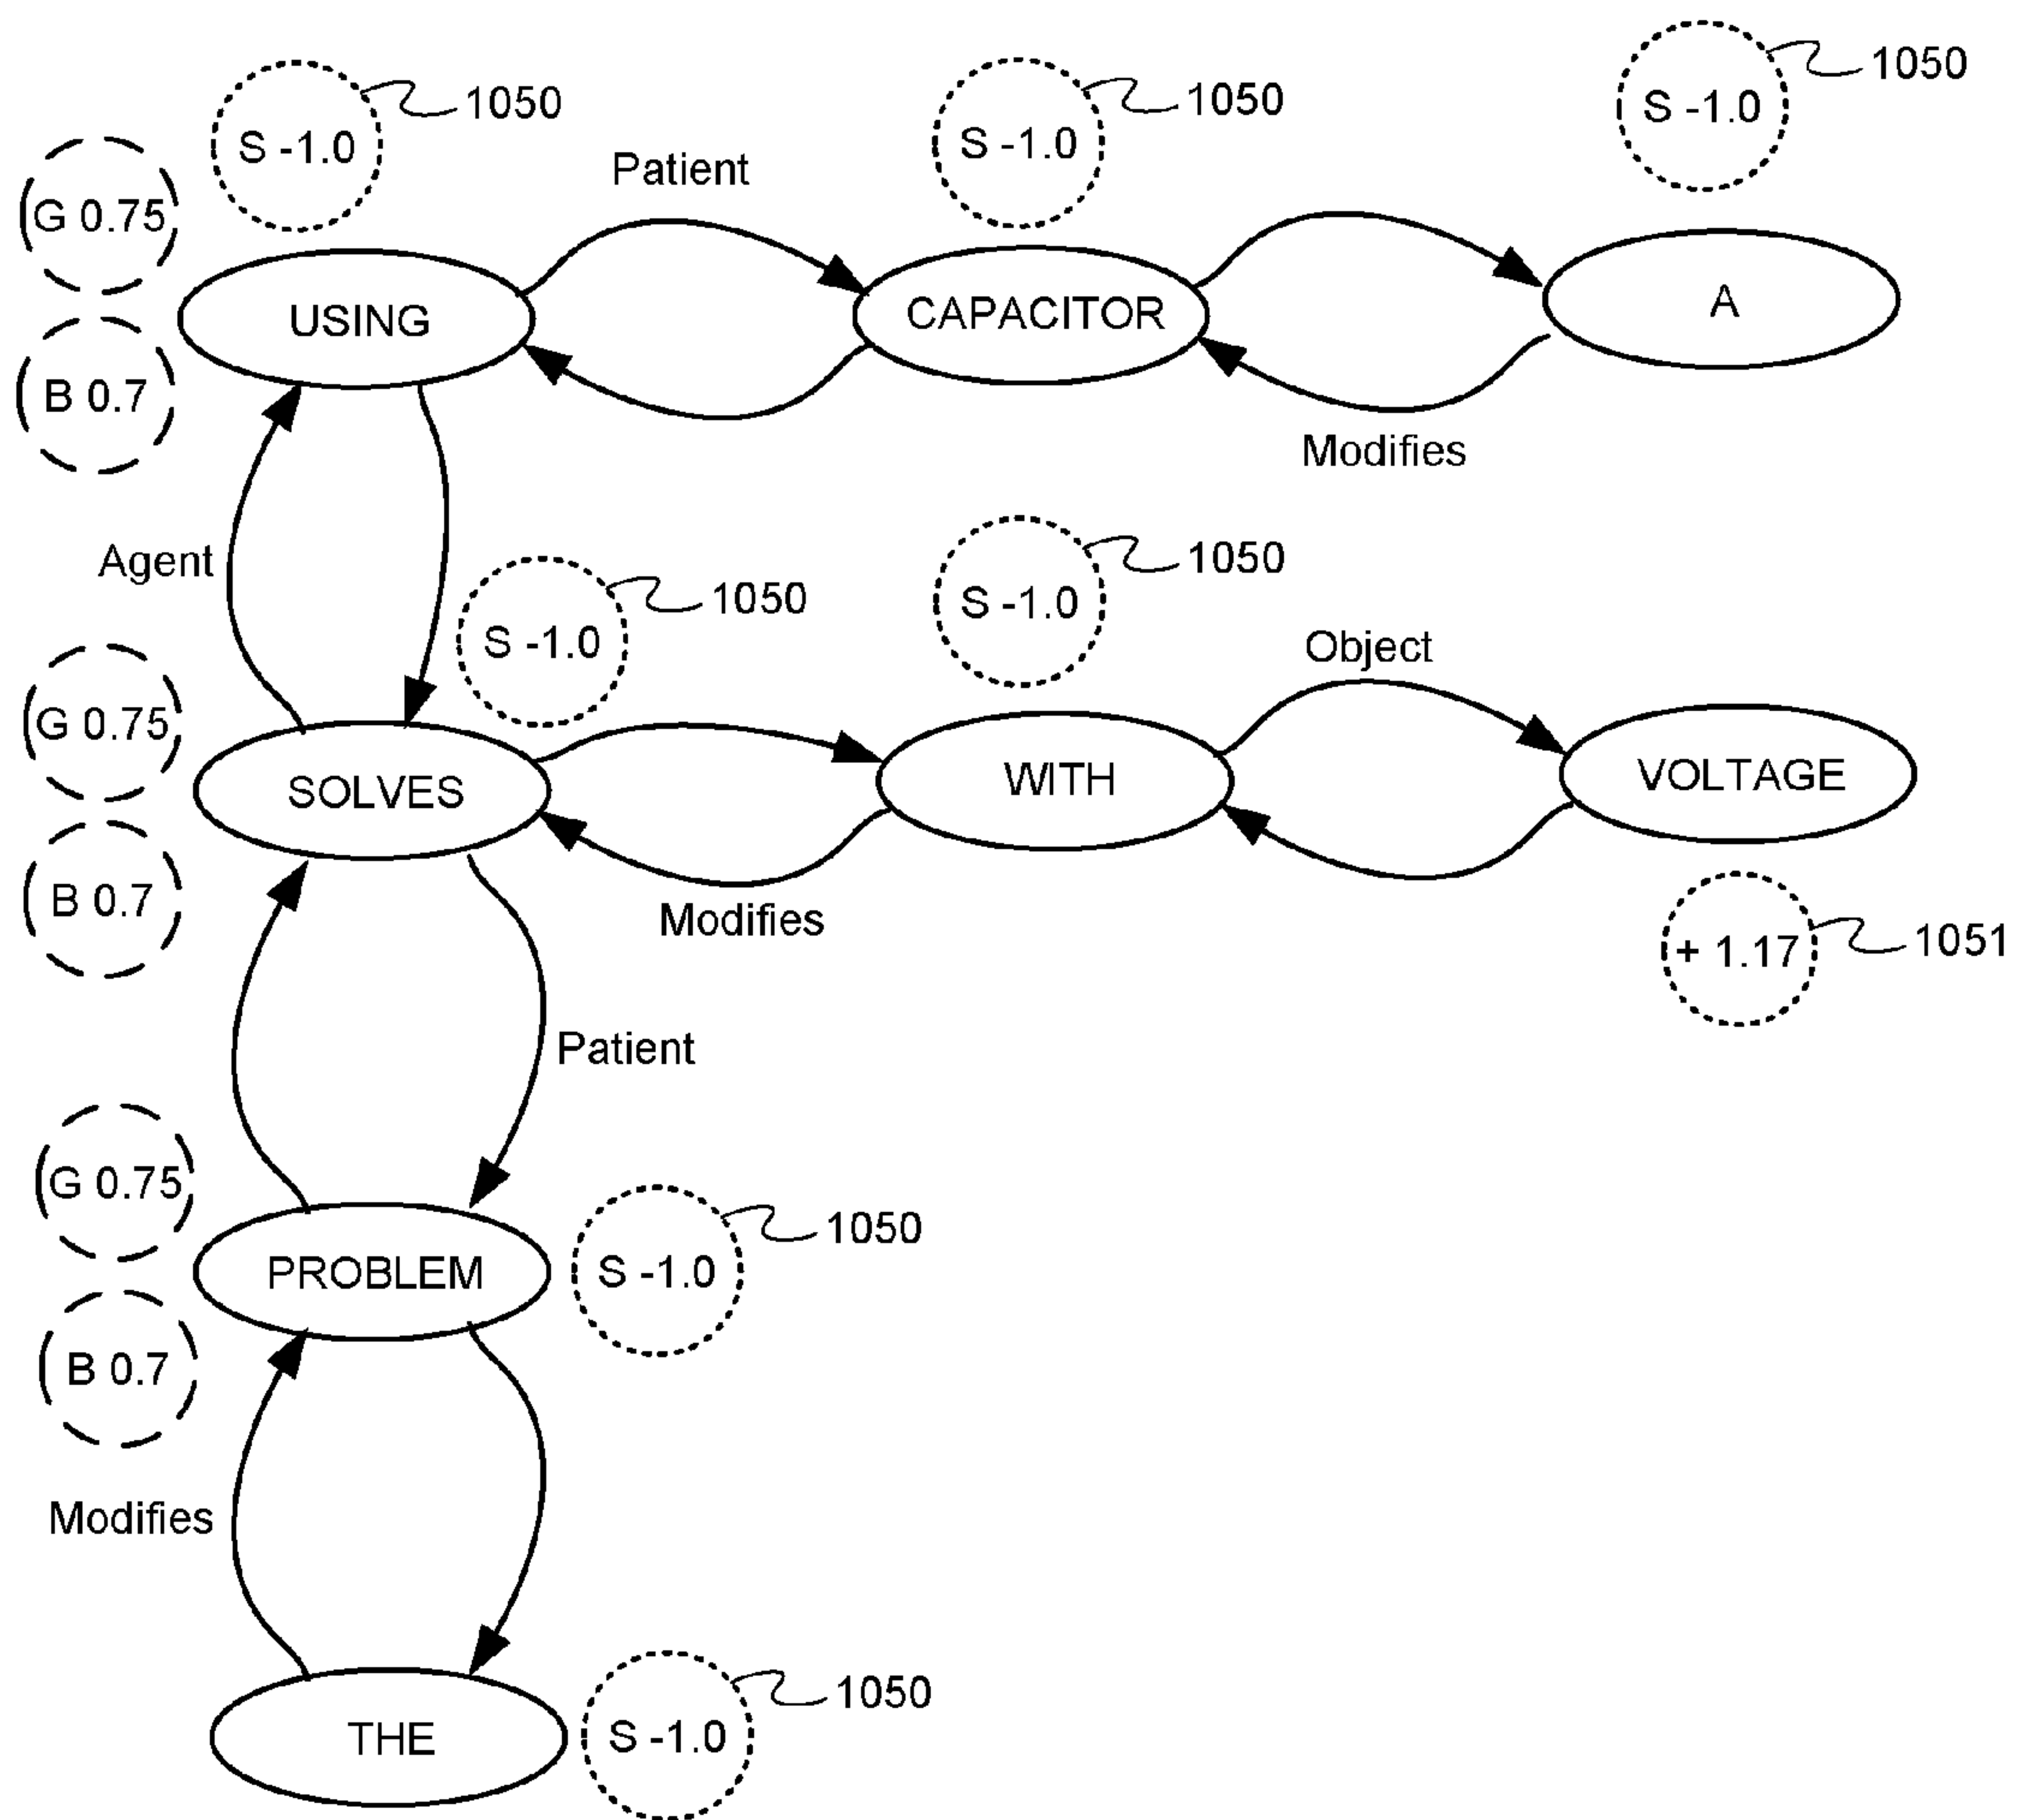 1050
S -1.0
1050
S -1.0
1050
S -1.0
G 0.75
Patient
USING
CAPACITOR
A
B 0.7
Modifies
Agent
1050
S -1.0
1050
S -1.0
Object
G 0.75
SOLVES
WITH
VOLTAGE
B 0.7
Modifies
+ 1.17
1051
Patient
G 0.75
PROBLEM
S -1.0
1050
B 0.7
Modifies
THE
S -1.0
1050